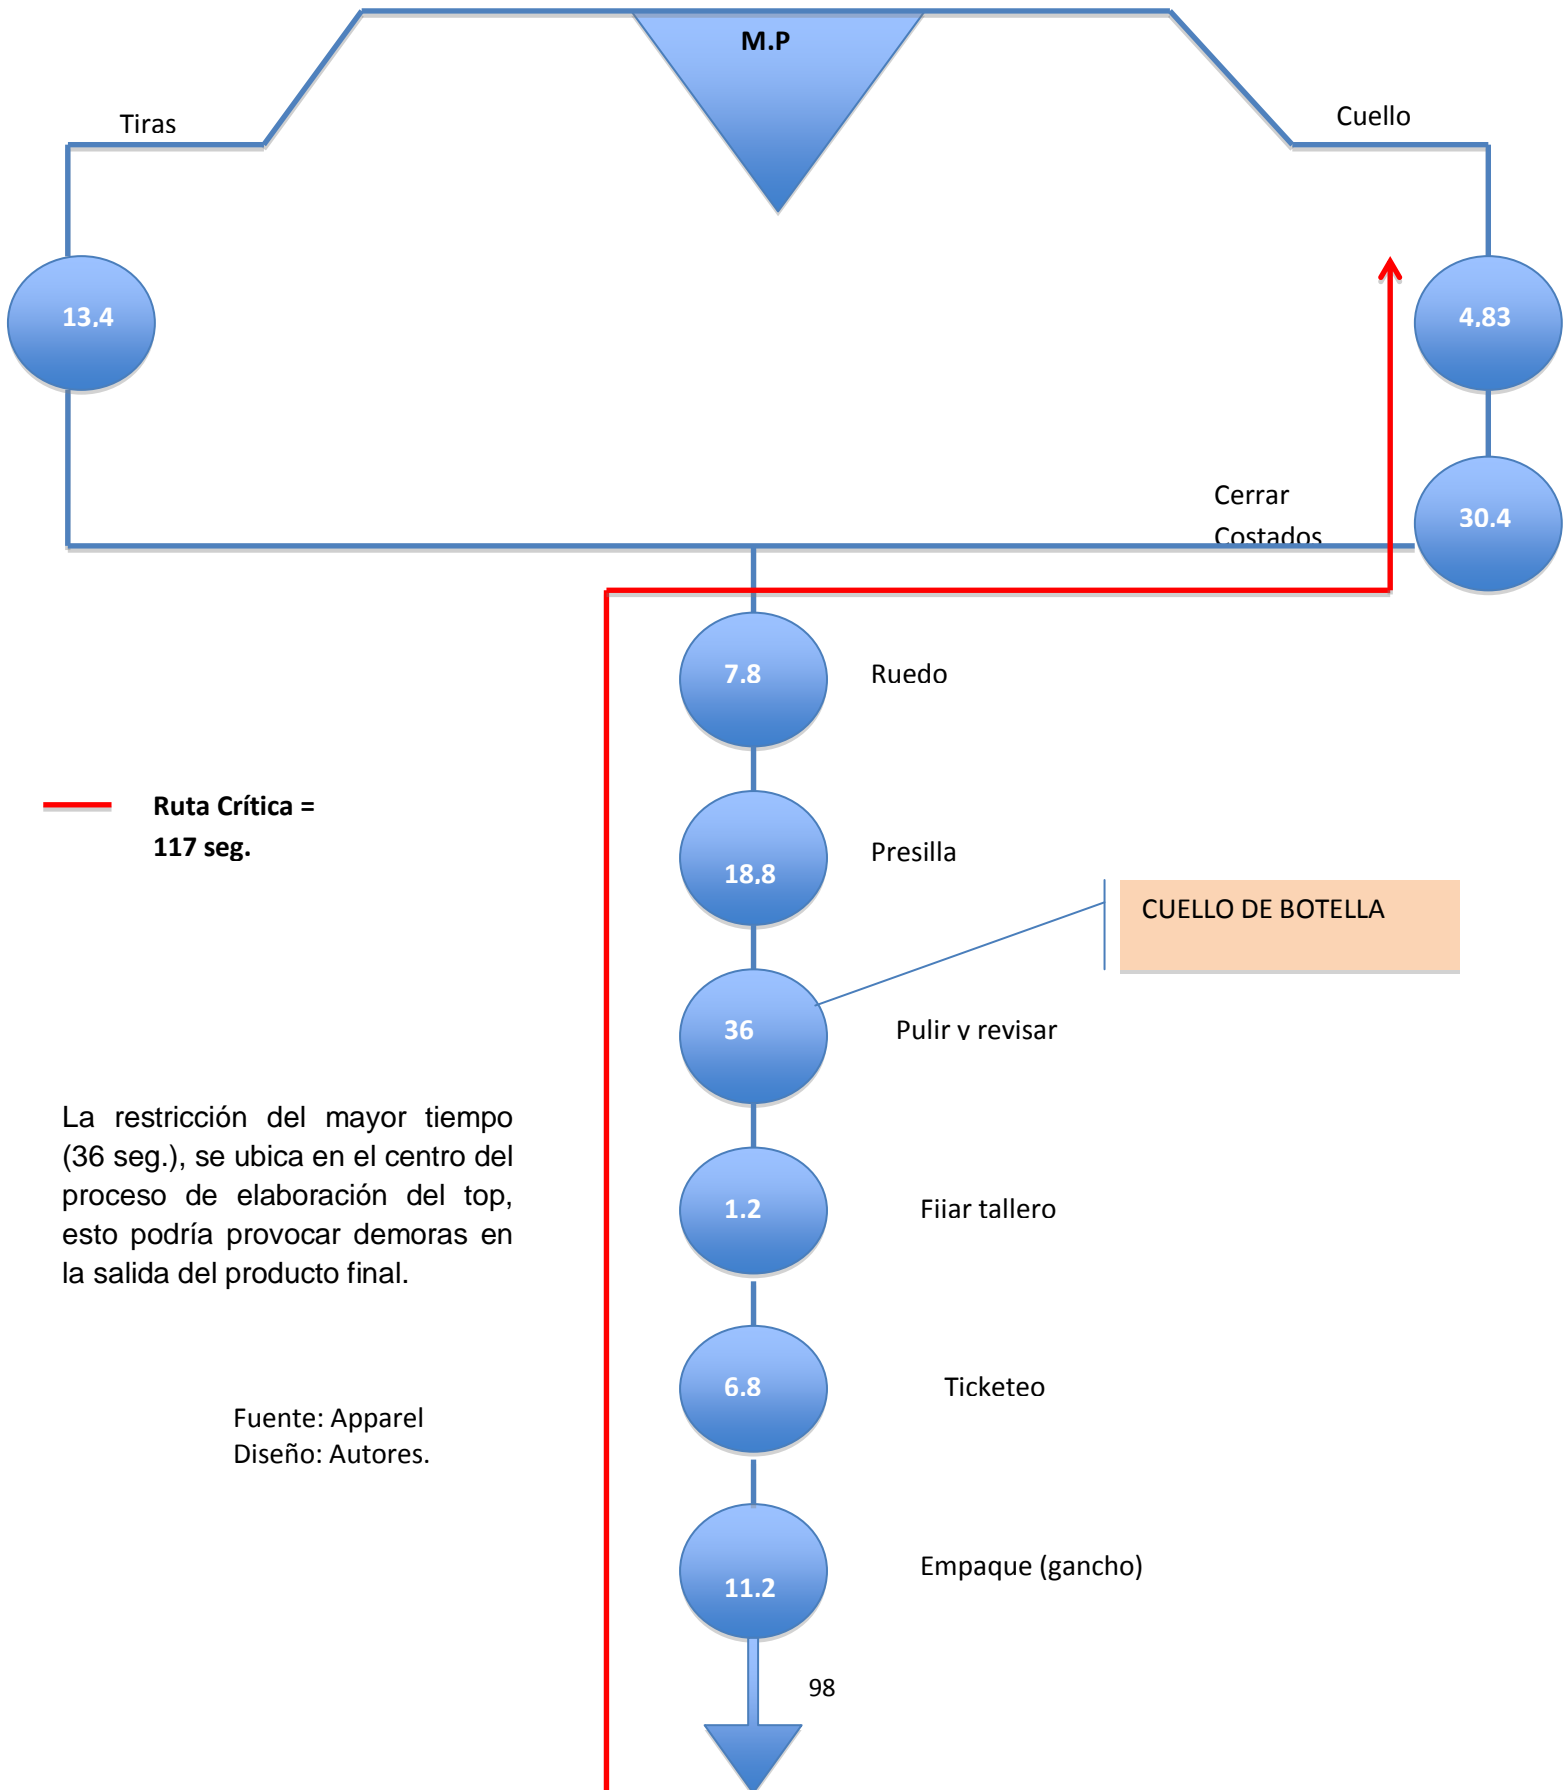 M.P
Tiras
Cuello
13.4
4.83
Cerrar
Costados
30.4
7.8
Ruedo
Ruta Crítica =
117 seg.
18.8
Presilla
CUELLO DE BOTELLA
36
Pulir y revisar
La restricción del mayor tiempo
(36 seg.), se ubica en el centro del
proceso de elaboración del top,
esto podría provocar demoras en
la salida del producto final.
1.2
Fijar tallero
6.8
Ticketeo
Fuente: Apparel
Diseño: Autores.
11.2
Empaque (gancho)
98